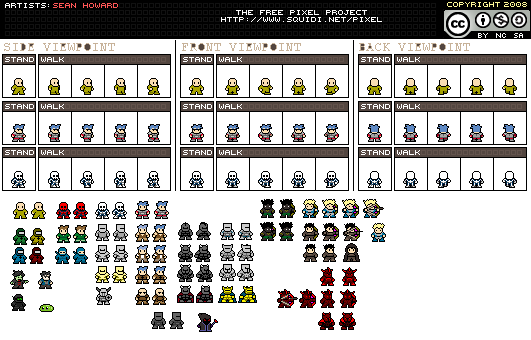 ARTISTS: SEAN HOWARD
THE FREE PIXEL PROJECT
HTTP://WWW.SQUIDI.NET/PIXEL
COPYRIGHT 2008
cc
BY NC SA
SIDE VIEWPOINT
FRONT VIEWPOINT
BACK VIEWPOINT
STAND WALK
STAND WALK
STAND WALK
STAND WALK
STAND WALK
STAND WALK
STAND WALK
STAND WALK
STAND WALK